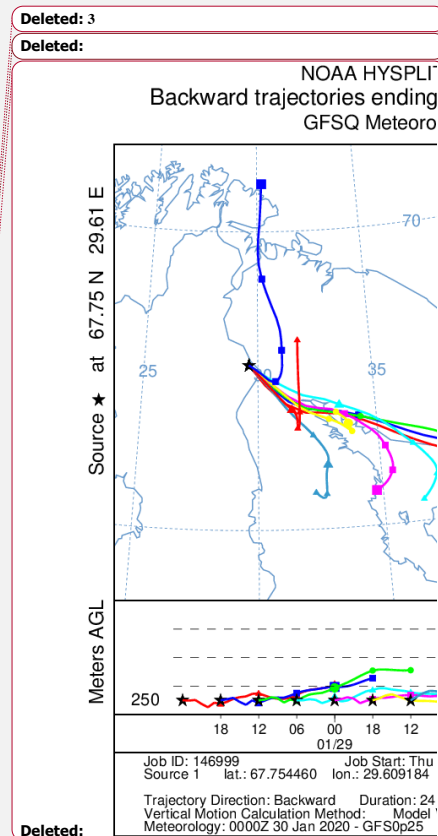 Deleted: 3
Deleted:
NOAA HYSPLIT
Backward trajectories ending
GFSQ Meteoro
Source ★ at 67.75 N 29.61 E
70
25
30
35
Meters AGL
250
18 12 06 00 18 12
01/29
Job ID: 146999 Job Start: Thu
Source 1 lat.: 67.754460 lon.: 29.609184
Trajectory Direction: Backward Duration: 24
Vertical Motion Calculation Method: Model V
Meteorology: 0000Z 30 Jan 2020 - GFS0p25
Deleted: